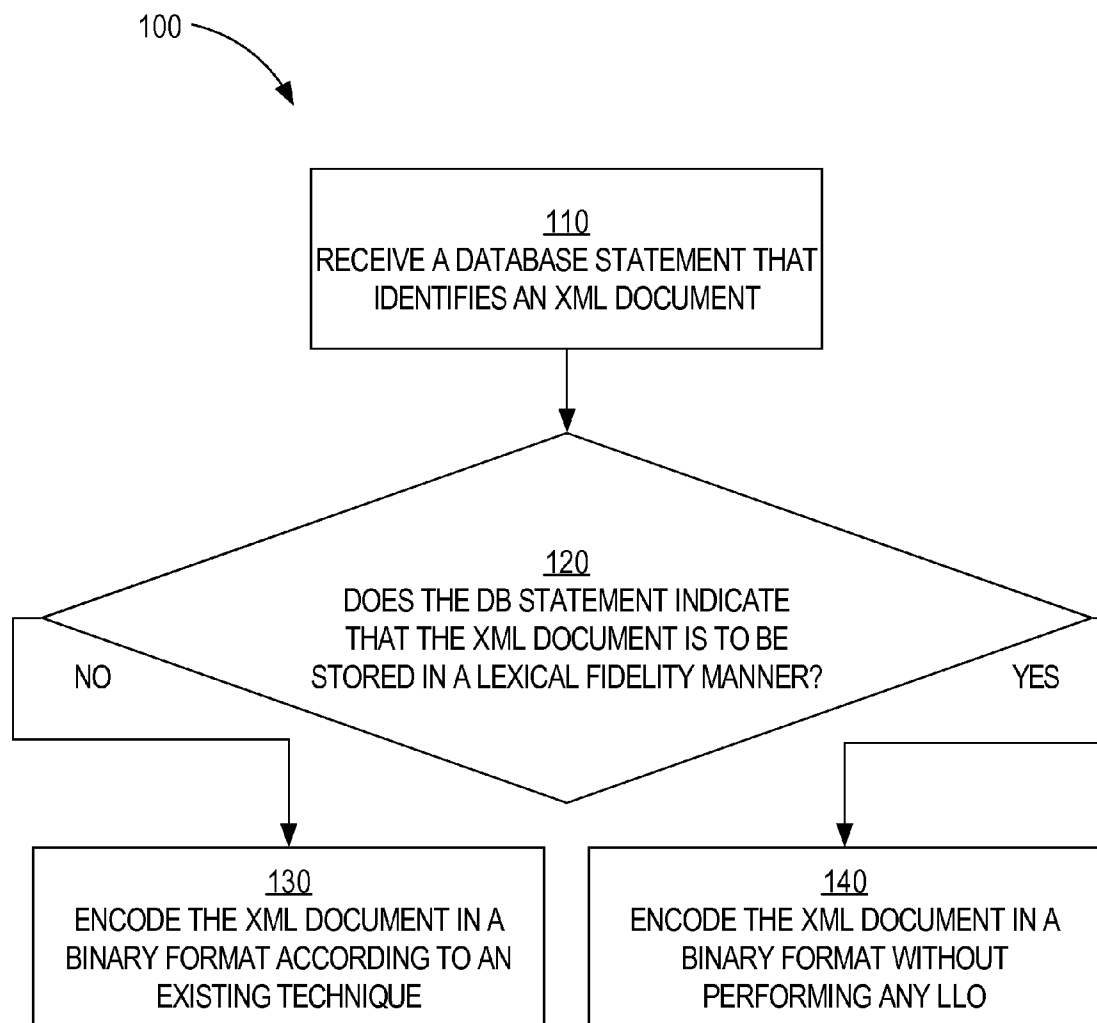 100
110
RECEIVE A DATABASE STATEMENT THAT
IDENTIFIES AN XML DOCUMENT
120
DOES THE DB STATEMENT INDICATE
THAT THE XML DOCUMENT IS TO BE
STORED IN A LEXICAL FIDELITY MANNER?
NO
YES
130
ENCODE THE XML DOCUMENT IN A
BINARY FORMAT ACCORDING TO AN
EXISTING TECHNIQUE
140
ENCODE THE XML DOCUMENT IN A
BINARY FORMAT WITHOUT
PERFORMING ANY LLO